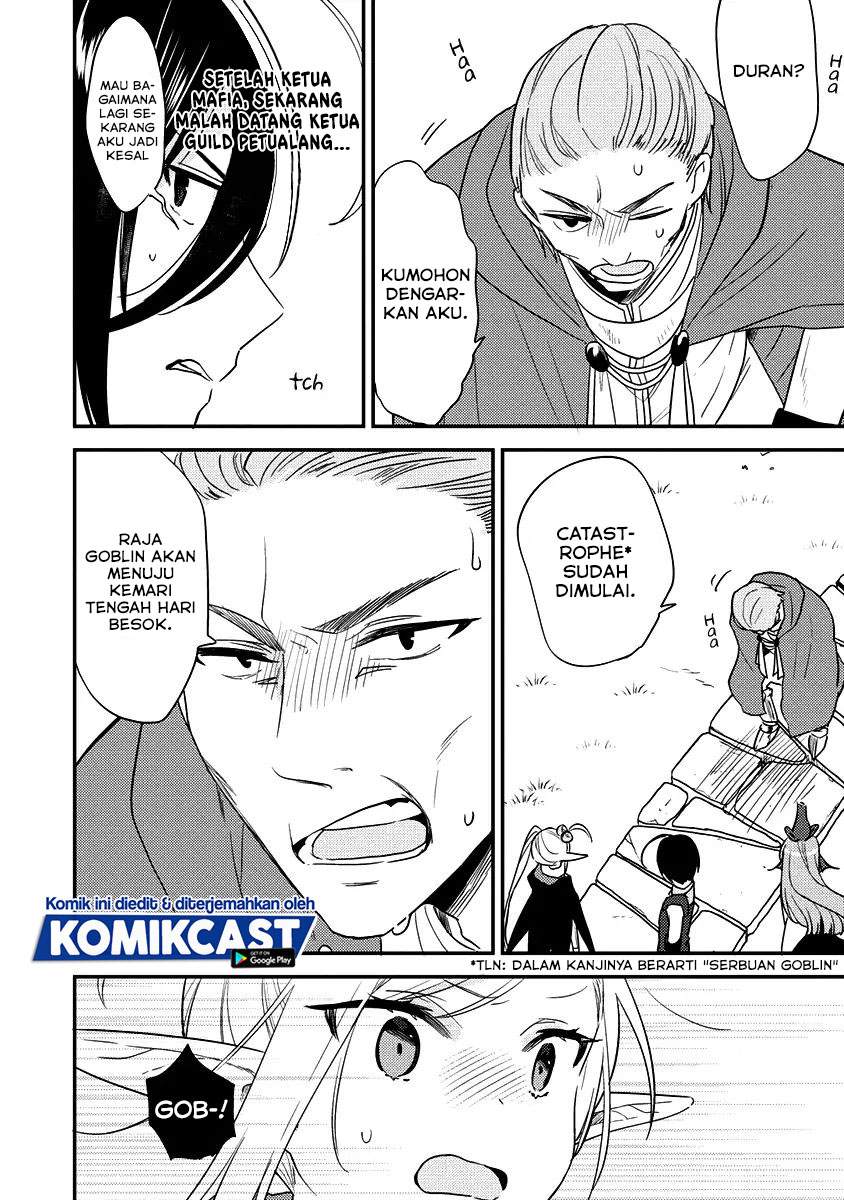 DURAN?
Haa
Haa
KUMOHON
DENGAR-
KAN AKU.
SETELAH KETUA
MAFIA, SEKARANG
MALAH DATANG KETUA
GUILD PETUALANG...
MAU BA-
GAIMANA
LAGI SE-
KARANG
AKU JADI
KESAL
tch
CATAST-
ROPHE*
SUDAH
DIMULAI.
Haa
RAJA
GOBLIN AKAN
MENUJU
KEMARI
TENGAH HARI
BESOK.
Komik ini diedit & diterjemahkan oleh
KOMIKCAST
GET IT ON
Google Play
*TLN: DALAM KANJINYA BERARTI "SERBUAN GOBLIN"
GOB-!